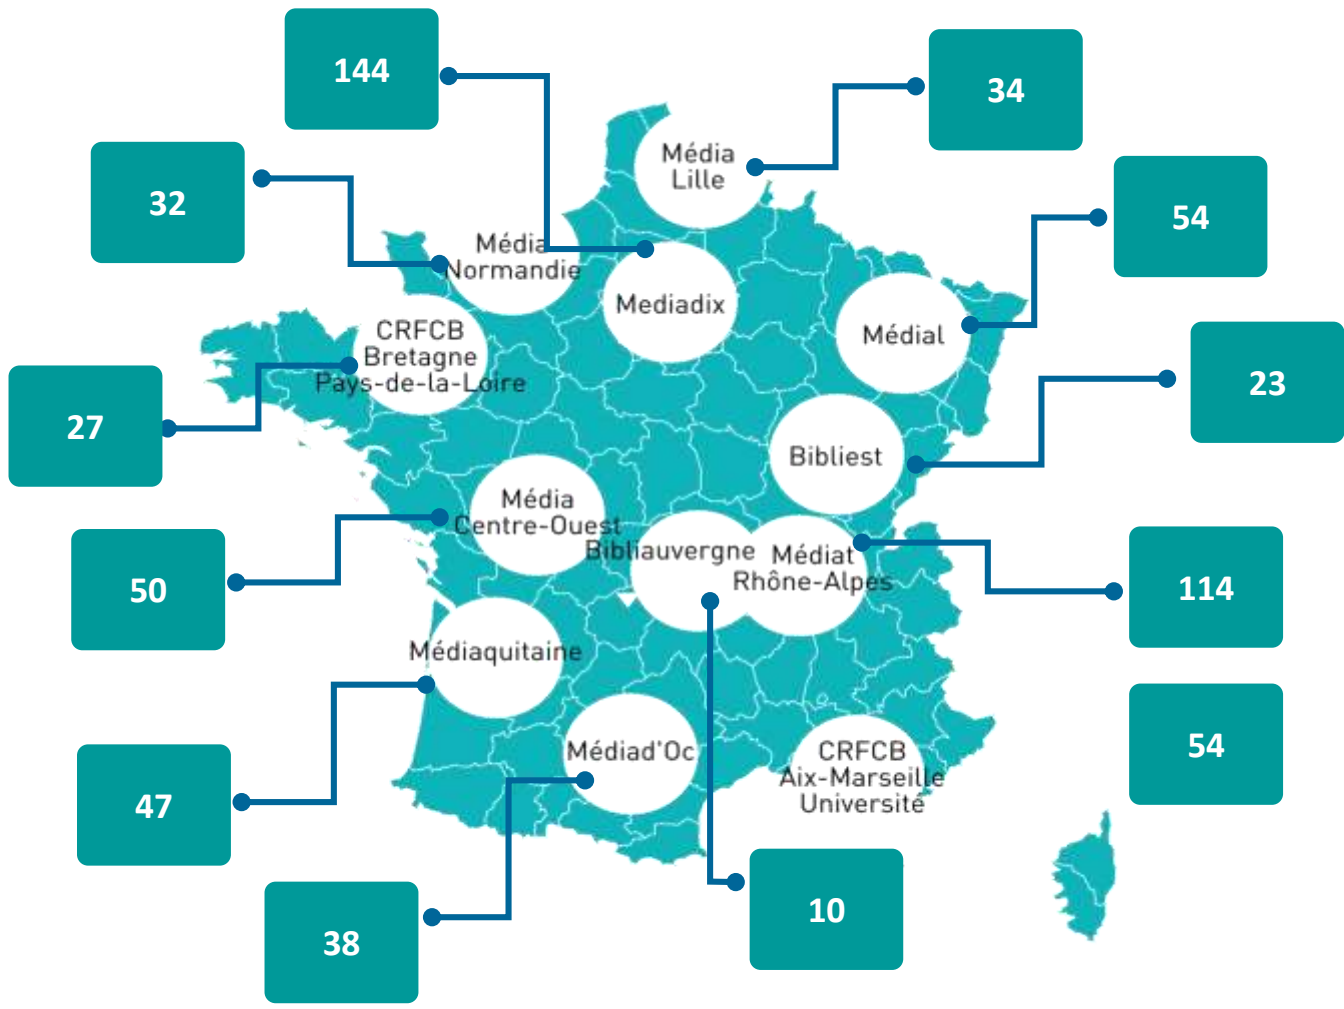 144
34
Média
Lille
32
54
Média
Normandie
Mediadix
CRFCB
Bretagne
Pays-de-la-Loire
Médial
27
23
Bibliest
Média
Centre-Ouest
Bibliauvergne
Médiat
Rhône-Alpes
50
114
Médiaquitaine
Médiad'Oc
CRFCB
Aix-Marseille
Université
54
47
38
10